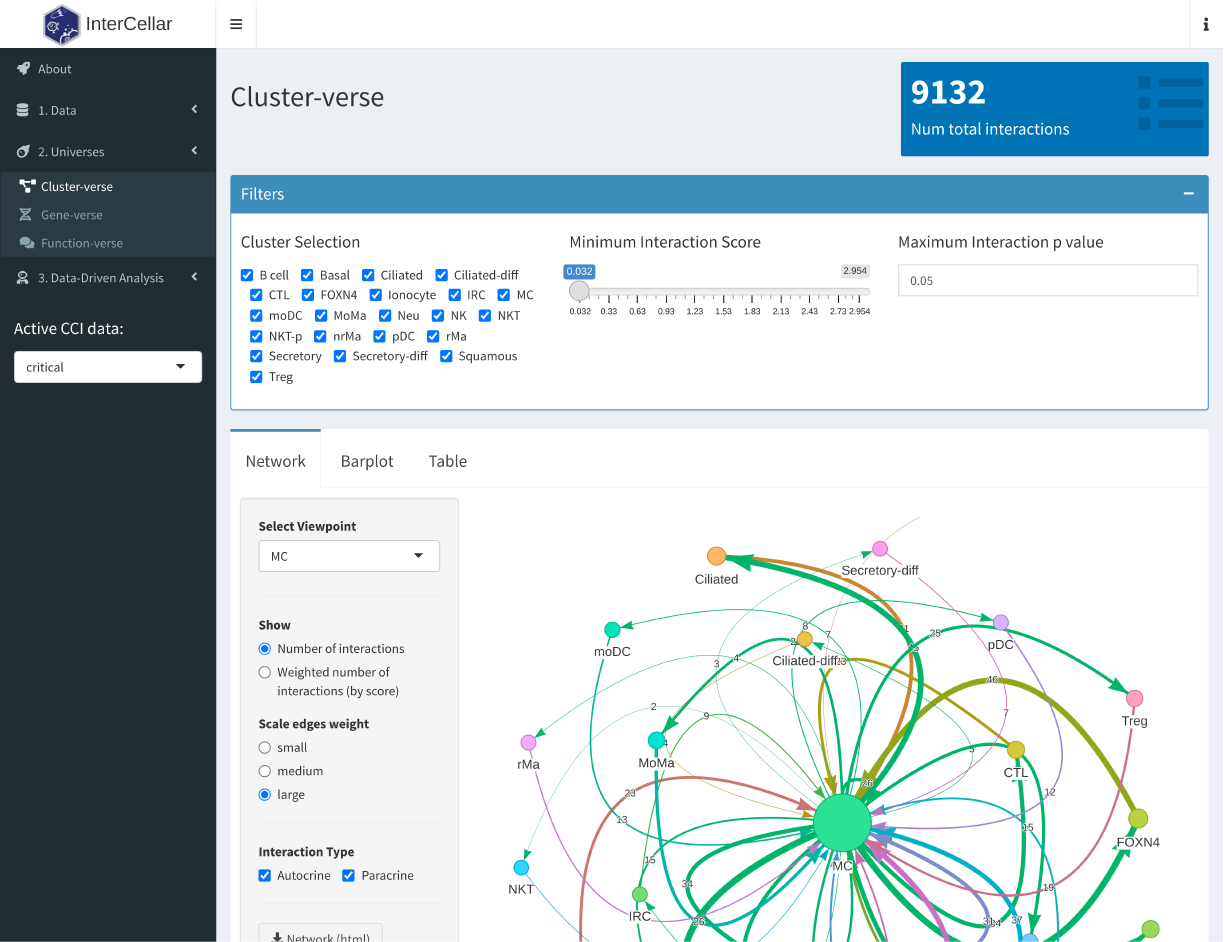 InterCellar
About
1. Data
2. Universes
Cluster-verse
Gene-verse
Function-verse
3. Data-Driven Analysis
Active CCI data:
critical
Cluster-verse
9132
Num total interactions
Filters
Cluster Selection
B cell Basal Ciliated Ciliated-diff
CTL FOXN4 Ionocyte IRC MC
moDC MoMa Neu NK NKT
NKT-p nrMa pDC rMa
Secretory Secretory-diff Squamous
Treg
Minimum Interaction Score
0.032 2.954
0.032 0.33 0.63 0.93 1.23 1.53 1.83 2.13 2.43 2.73 2.954
Maximum Interaction p value
0.05
Network Barplot Table
Select Viewpoint
MC
Show
Number of interactions
Weighted number of
interactions (by score)
Scale edges weight
small
medium
large
Interaction Type
Autocrine Paracrine
Network (html)
Ciliated
Secretory-diff
moDC
8
7
25
pDC
Ciliated-diff
3
4
46
2
9
7
Treg
rMa
MoMa
CTL
23
26
12
13
15
FOXN4
MC
15
NKT
34
19
IRC
26
37